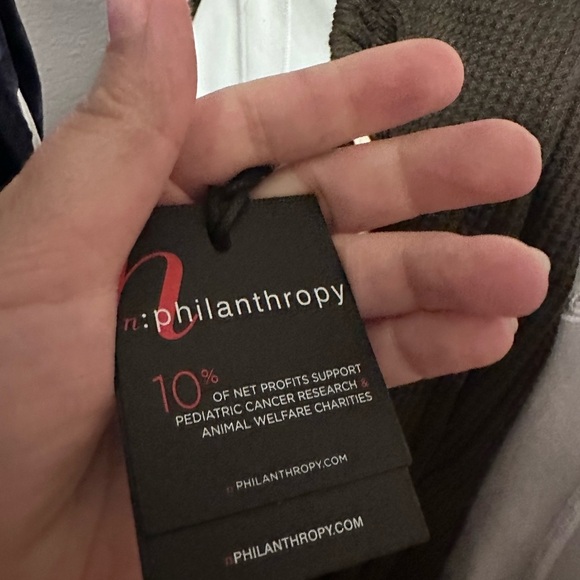 n
n:philanthropy
10% OF NET PROFITS SUPPORT
PEDIATRIC CANCER RESEARCH &
ANIMAL WELFARE CHARITIES
nPHILANTHROPY.COM
nPHILANTHROPY.COM